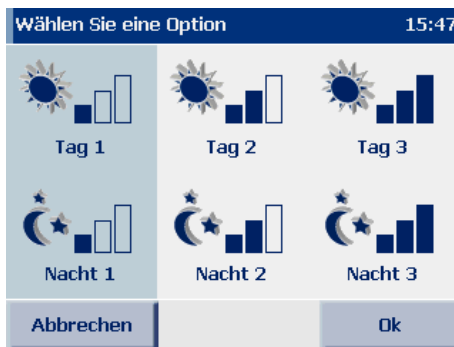 Wählen Sie eine Option 15:47
Tag 1 Tag 2 Tag 3
Nacht 1 Nacht 2 Nacht 3
Abbrechen Ok